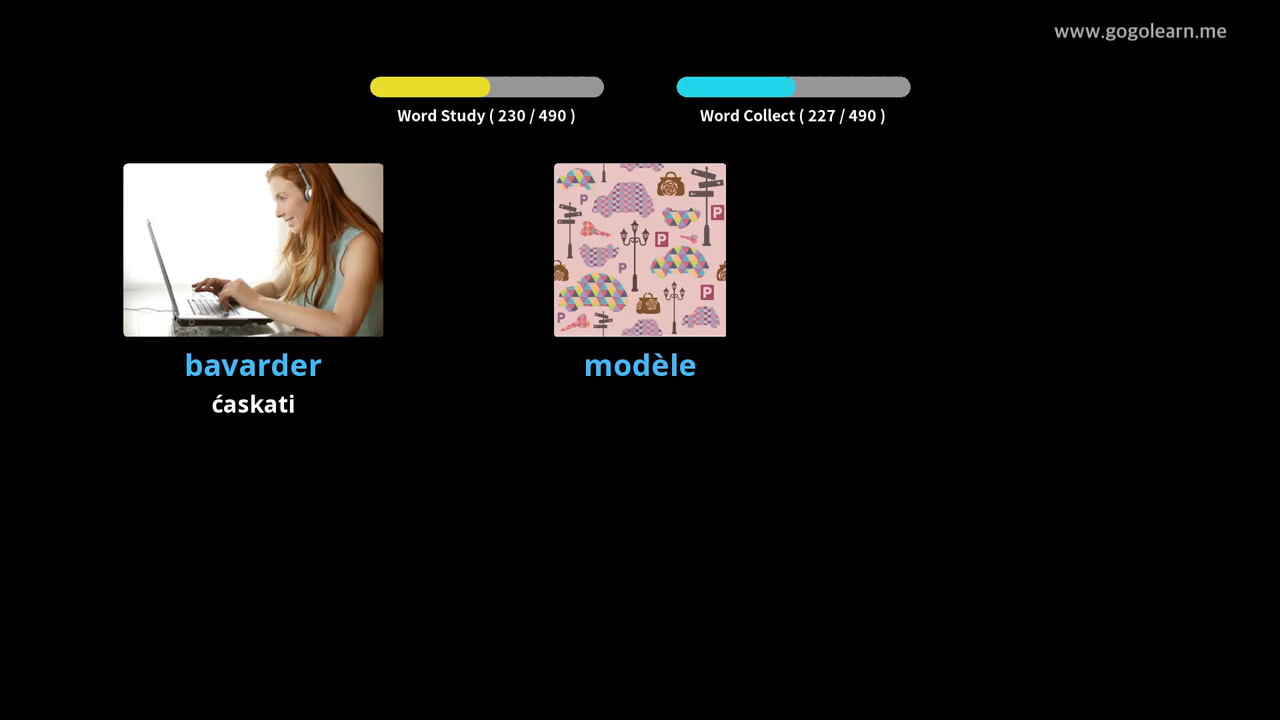 www.gogolearn.me
Word Study ( 230 / 490 )
Word Collect ( 227 / 490 )
P
P
P
P
P
P
bavarder
modèle
ćaskati